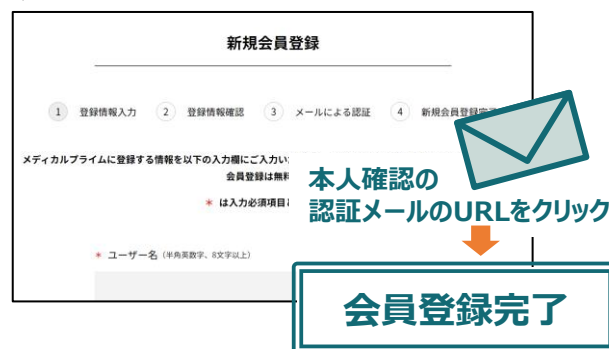 新規会員登録
1 登録情報入力 2 登録情報確認 3 メールによる認証 4 新規会員登録完了
メディカルプライムに登録する情報を以下の入力欄にご入力い
会員登録は無料
* は入力必須項目
本人確認の
認証メールのURLをクリック
* ユーザー名 (半角英数字、8文字以上)
会員登録完了